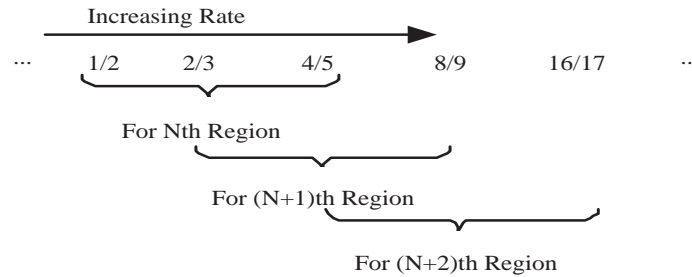 Increasing Rate
... 1/2 2/3 4/5 8/9 16/17 ..
For Nth Region
For (N+1)th Region
For (N+2)th Region